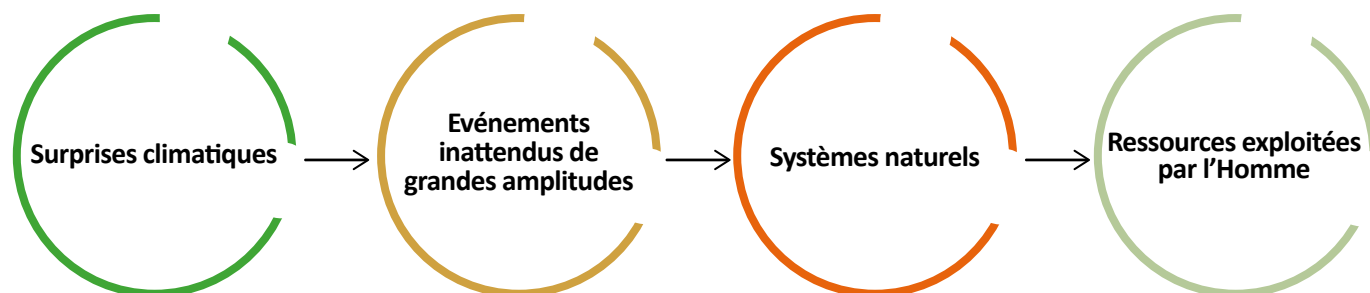 Surprises climatiques
Evénements
inattendus de
grandes amplitudes
Systèmes naturels
Ressources exploitées
par l’Homme